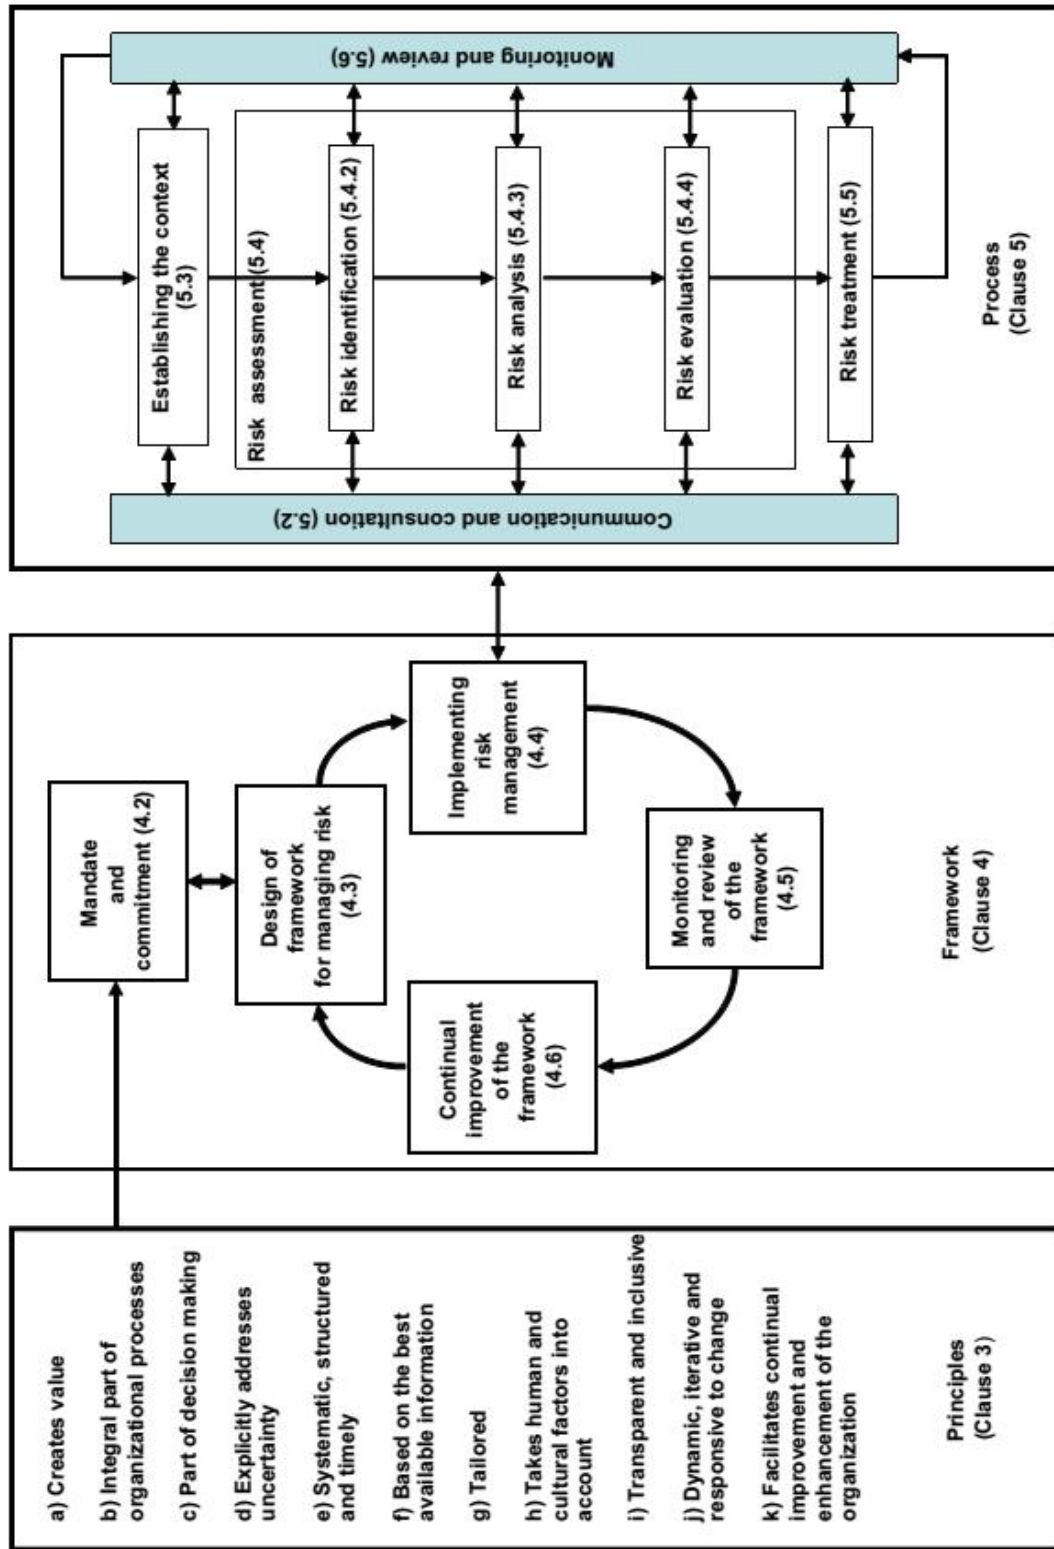 a) Creates value
b) Integral part of
organizational processes
c) Part of decision making
d) Explicitly addresses
uncertainty
e) Systematic, structured
and timely
f) Based on the best
available information
g) Tailored
h) Takes human and
cultural factors into
account
i) Transparent and inclusive
j) Dynamic, iterative and
responsive to change
k) Facilitates continual
improvement and
enhancement of the
organization
Principles
(Clause 3)
Mandate
and
commitment (4.2)
Design of
framework
for managing risk
(4.3)
Implementing
risk
management
(4.4)
Monitoring
and review
of the
framework
(4.5)
Continual
improvement
of the
framework
(4.6)
Framework
(Clause 4)
Communication and consultation (5.2)
Establishing the context
(5.3)
Risk assessment (5.4)
Risk identification (5.4.2)
Risk analysis (5.4.3)
Risk evaluation (5.4.4)
Risk treatment (5.5)
Monitoring and review (5.6)
Process
(Clause 5)